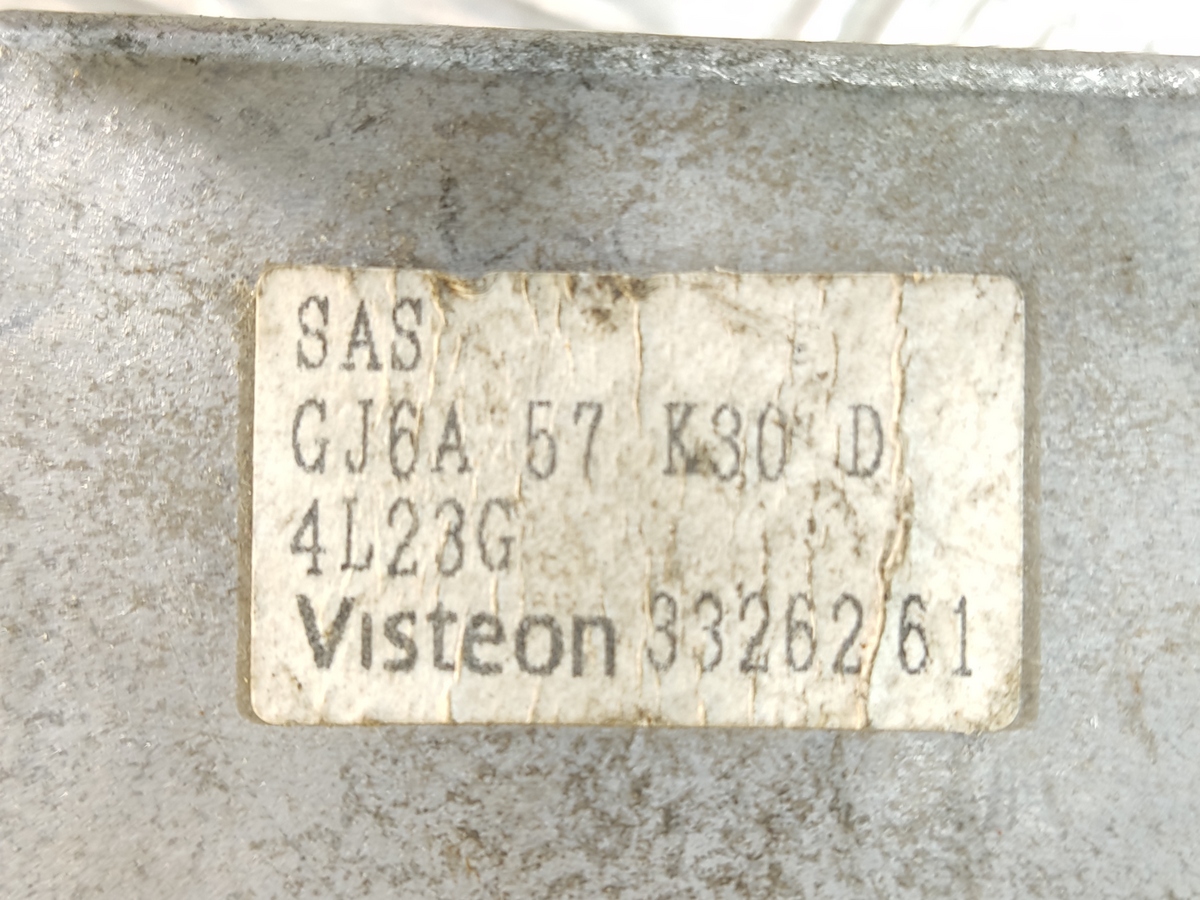 SAS
GJ6A 57 K30 D
4L23G
Visteon 3326261